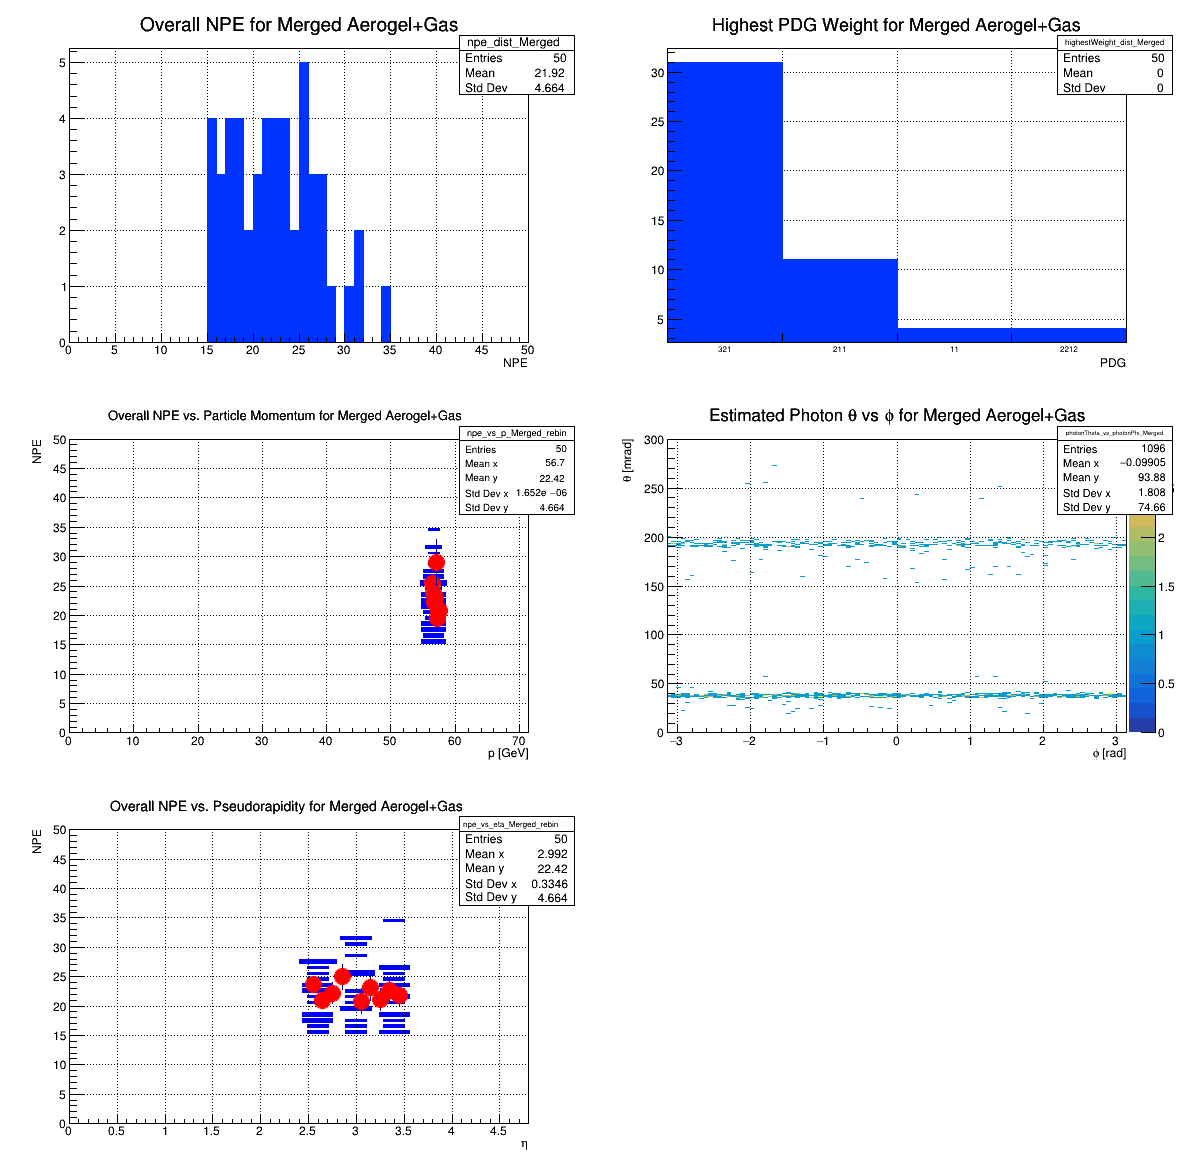 Overall NPE for Merged Aerogel+Gas
npe_dist_Merged
Entries 50
Mean 21.92
Std Dev 4.664
5
4
3
2
1
0
0 5 10 15 20 25 30 35 40 45 50
NPE
Highest PDG Weight for Merged Aerogel+Gas
highestWeight_dist_Merged
Entries 50
Mean 0
Std Dev 0
30
25
20
15
10
5
321 211 11 2212
PDG
Overall NPE vs. Particle Momentum for Merged Aerogel+Gas
npe_vs_p_Merged_rebin
Entries 50
Mean x 56.7
Mean y 22.42
Std Dev x 1.652e −06
Std Dev y 4.664
NPE
50
45
40
35
30
25
20
15
10
5
0
0 10 20 30 40 50 60 70
p [GeV]
Estimated Photon θ vs ϕ for Merged Aerogel+Gas
photonTheta_vs_photonPhi_Merged
Entries 1096
Mean x −0.09905
Mean y 93.88
Std Dev x 1.808
Std Dev y 74.66
θ [mrad]
300
250
200
150
100
50
0
−3 −2 −1 0 1 2 3
ϕ [rad]
2
1.5
1
0.5
0
Overall NPE vs. Pseudorapidity for Merged Aerogel+Gas
npe_vs_eta_Merged_rebin
Entries 50
Mean x 2.992
Mean y 22.42
Std Dev x 0.3346
Std Dev y 4.664
NPE
50
45
40
35
30
25
20
15
10
5
0
0 0.5 1 1.5 2 2.5 3 3.5 4 4.5
η